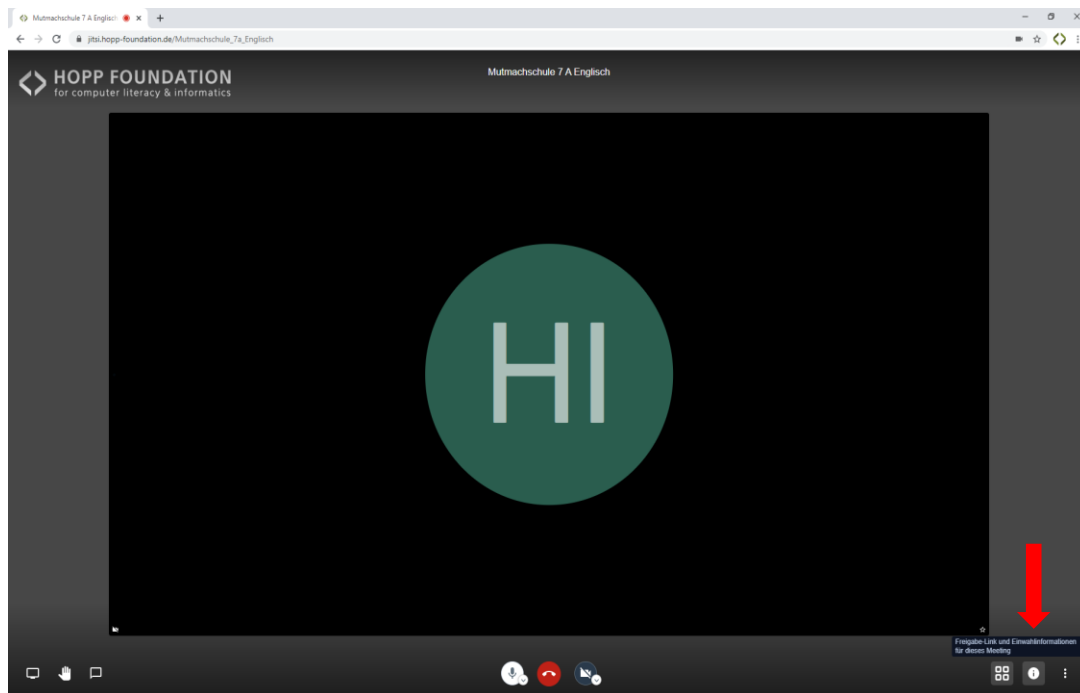 Mutmachschule 7 A Englisc
jitsi.hopp-foundation.de/Mutmachschule_7a_Englisch
HOPP FOUNDATION
for computer literacy & informatics
Mutmachschule 7 A Englisch
HI
Freigabe-Link und Einwahlinformationen
für dieses Meeting